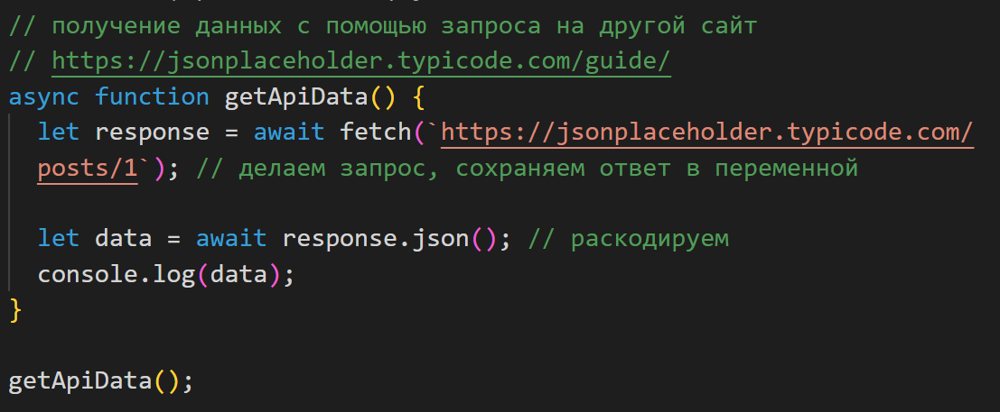 // получение данных с помощью запроса на другой сайт
// https://jsonplaceholder.typicode.com/guide/
async function getApiData() {
let response = await fetch(`https://jsonplaceholder.typicode.com/
posts/1`); // делаем запрос, сохраняем ответ в переменной
let data = await response.json(); // раскодируем
console.log(data);
}
getApiData();